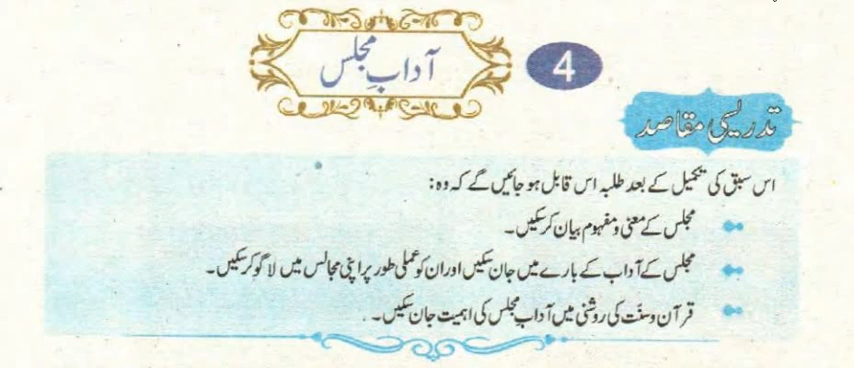 4
آدابِ مجلس
تدریسی مقاصد
اس سبق کی تکمیل کے بعد طلبہ اس قابل ہو جائیں گے کہ وہ:
مجلس کے معنی و مفہوم بیان کر سکیں۔
مجلس کے آداب کے بارے میں جان سکیں اور ان کو عملی طور پر اپنی مجالس میں لاگو کر سکیں۔
قرآن و سنّت کی روشنی میں آدابِ مجلس کی اہمیت جان سکیں۔